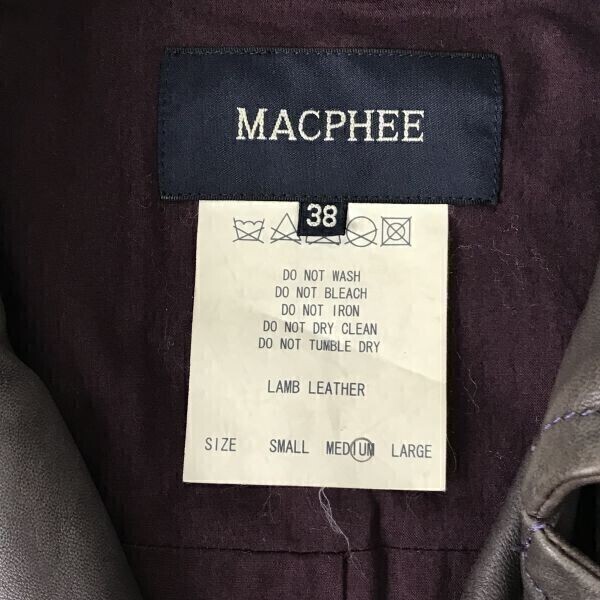 MACPHEE
38
DO NOT WASH
DO NOT BLEACH
DO NOT IRON
DO NOT DRY CLEAN
DO NOT TUMBLE DRY
LAMB LEATHER
SIZE SMALL MEDIUM LARGE